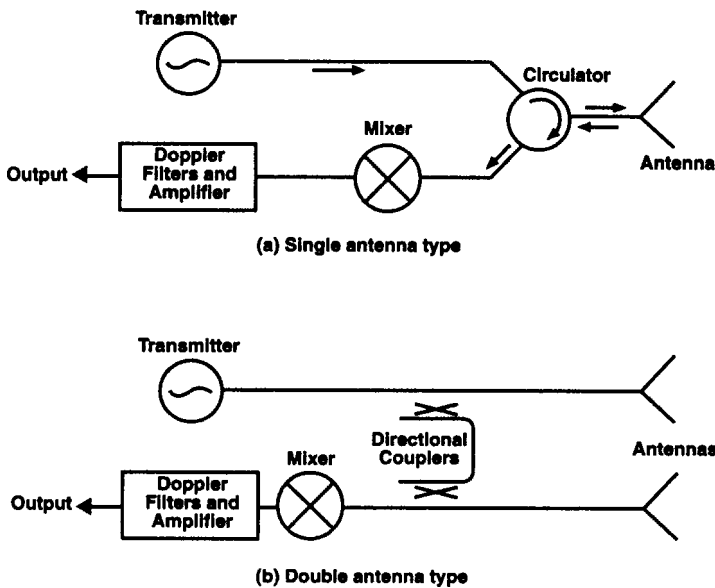 Transmitter
Circulator
Mixer
Antenna
Output
Doppler
Filters and
Amplifier
(a) Single antenna type
Transmitter
Directional
Couplers
Antennas
Mixer
Output
Doppler
Filters and
Amplifier
(b) Double antenna type